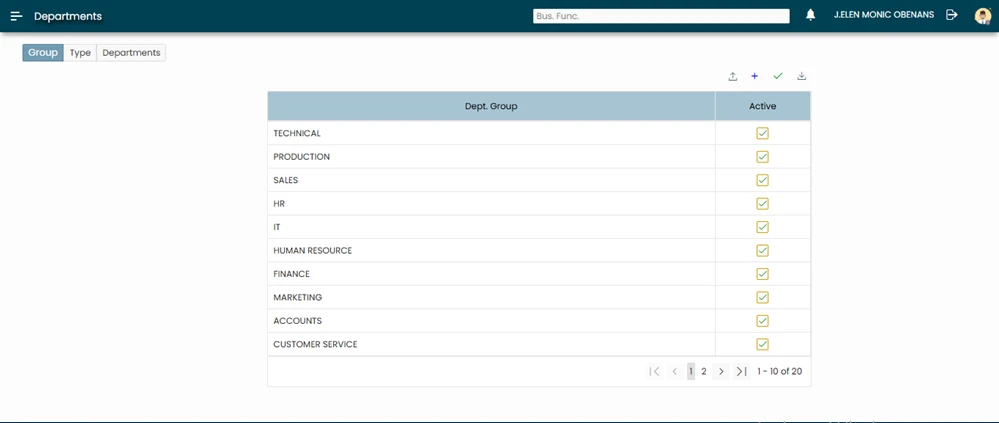 Departments Bus. Func. J.ELEN MONIC OBENANS
Group Type Departments
Dept. Group Active
TECHNICAL
PRODUCTION
SALES
HR
IT
HUMAN RESOURCE
FINANCE
MARKETING
ACCOUNTS
CUSTOMER SERVICE
1 2 1 - 10 of 20